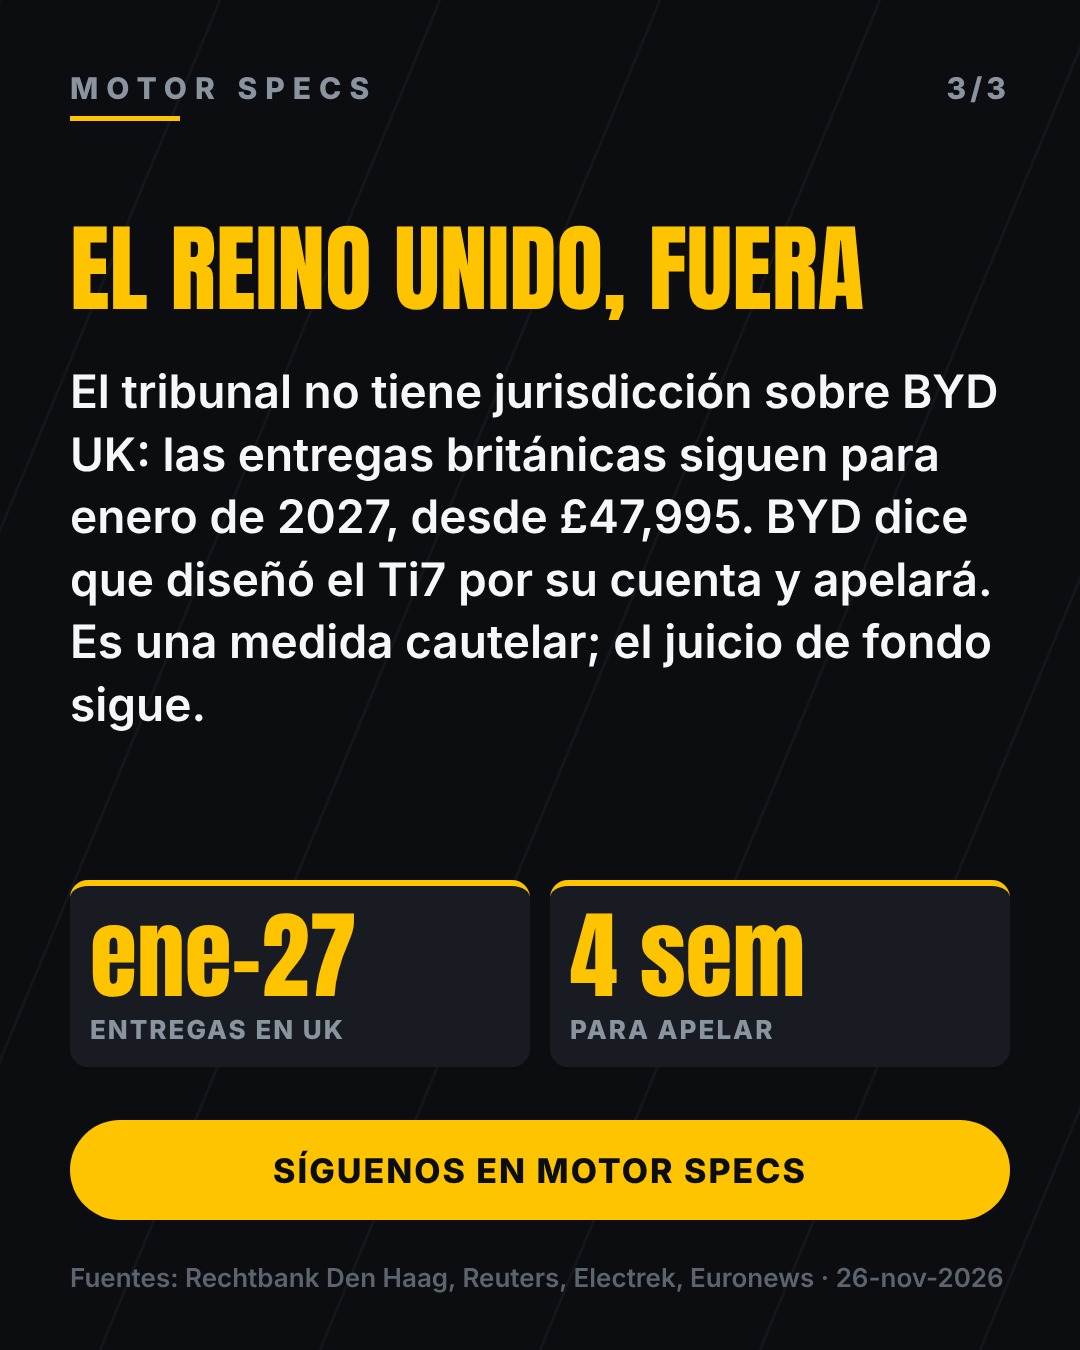 MOTOR SPECS
3/3
EL REINO UNIDO, FUERA
El tribunal no tiene jurisdicción sobre BYD
UK: las entregas británicas siguen para
enero de 2027, desde £47,995. BYD dice
que diseñó el Ti7 por su cuenta y apelará.
Es una medida cautelar; el juicio de fondo
sigue.
ene-27
ENTREGAS EN UK
4 sem
PARA APELAR
SÍGUENOS EN MOTOR SPECS
Fuentes: Rechtbank Den Haag, Reuters, Electrek, Euronews · 26-nov-2026